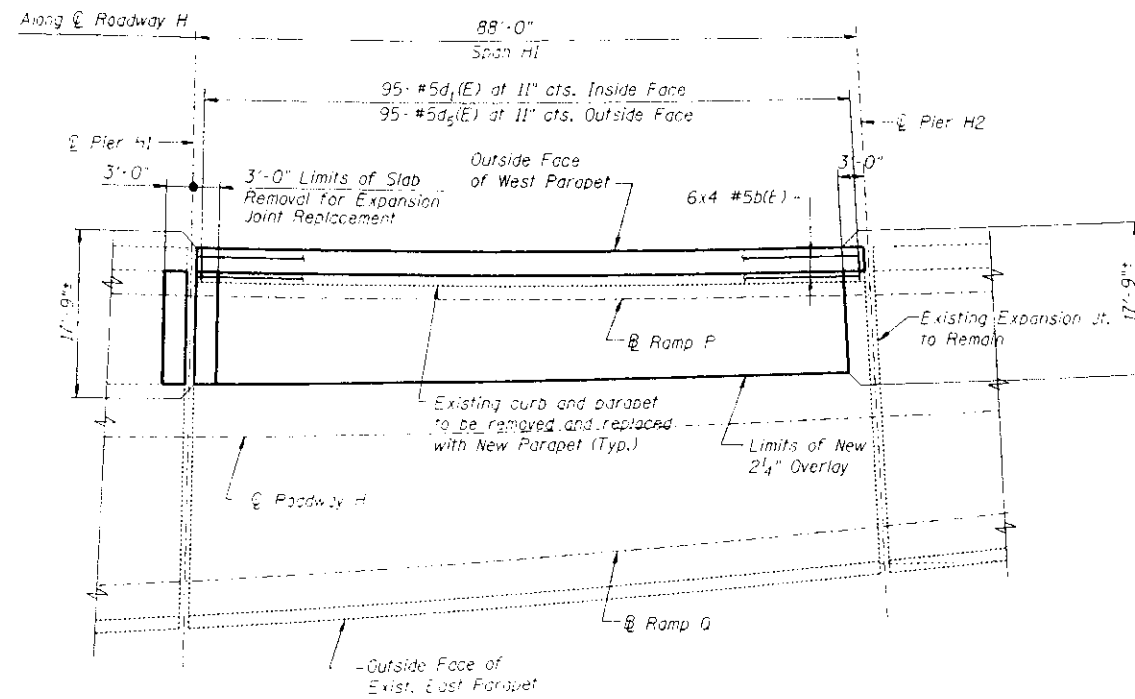 Along ℄ Roadway H
88'-0"
Span H1
95- #5d₁(E) at 11" cts. Inside Face
95- #5d₅(E) at 11" cts. Outside Face
℄ Pier H1
℄ Pier H2
3'-0"
3'-0" Limits of Slab
Removal for Expansion
Joint Replacement
Outside Face
of West Parapet
6x4 #5b(E)
3'-0"
17'-9"±
17'-9"±
Existing Expansion Jt.
to Remain
℄ Ramp P
Existing curb and parapet
to be removed and replaced
with New Parapet (Typ.)
Limits of New
2¼" Overlay
℄ Roadway H
℄ Ramp Q
Outside Face of
Exist. East Parapet